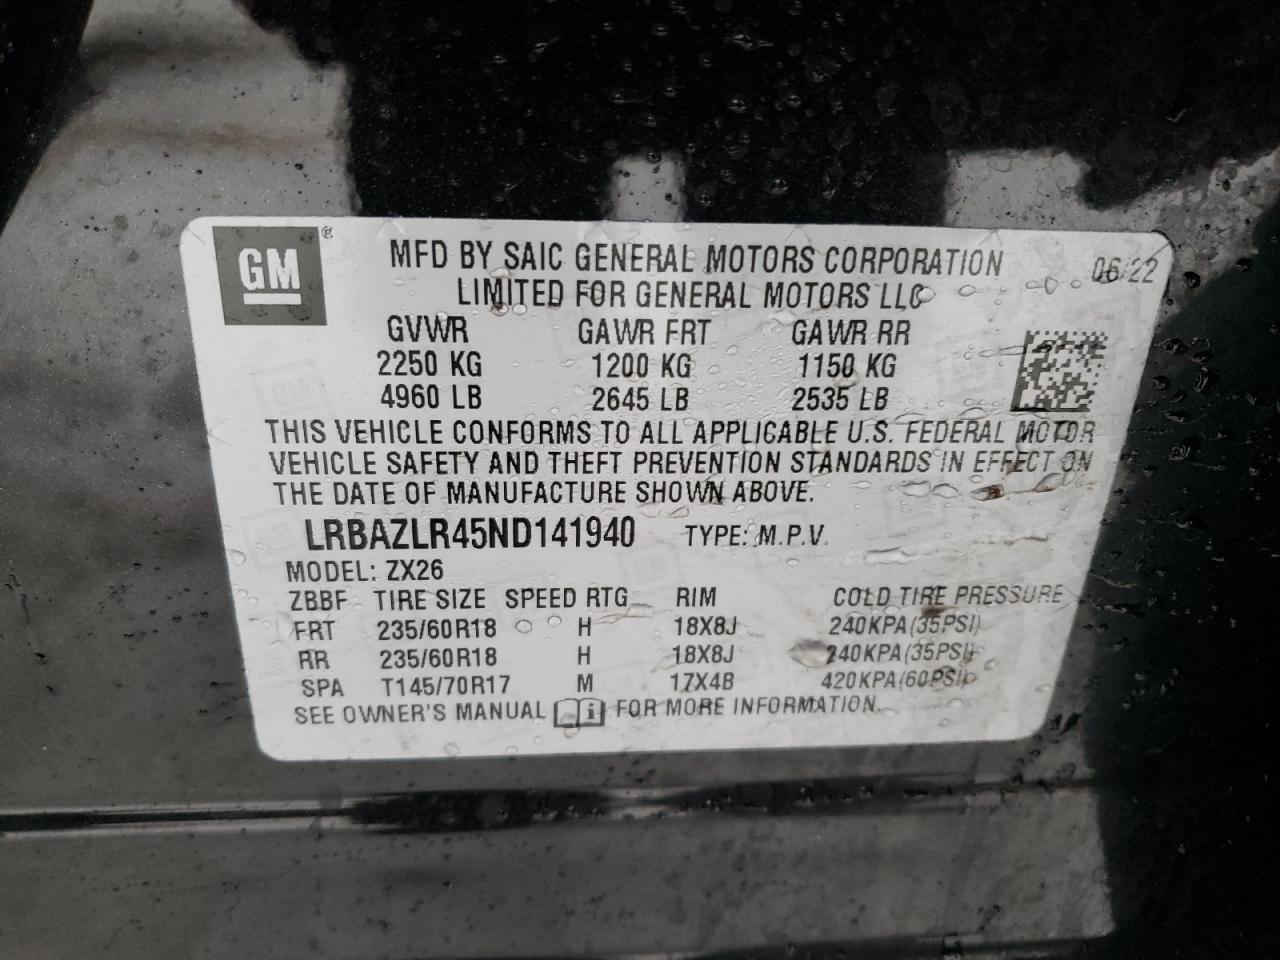 GM ®
MFD BY SAIC GENERAL MOTORS CORPORATION 06/22
LIMITED FOR GENERAL MOTORS LLC
GVWR GAWR FRT GAWR RR
2250 KG 1200 KG 1150 KG
4960 LB 2645 LB 2535 LB
THIS VEHICLE CONFORMS TO ALL APPLICABLE U.S. FEDERAL MOTOR
VEHICLE SAFETY AND THEFT PREVENTION STANDARDS IN EFFECT ON
THE DATE OF MANUFACTURE SHOWN ABOVE.
LRBAZLR45ND141940 TYPE: M.P.V.
MODEL: ZX26
ZBBF TIRE SIZE SPEED RTG RIM COLD TIRE PRESSURE
FRT 235/60R18 H 18X8J 240KPA(35PSI)
RR 235/60R18 H 18X8J 240KPA(35PSI)
SPA T145/70R17 M 17X4B 420KPA(60PSI)
SEE OWNER'S MANUAL i FOR MORE INFORMATION.